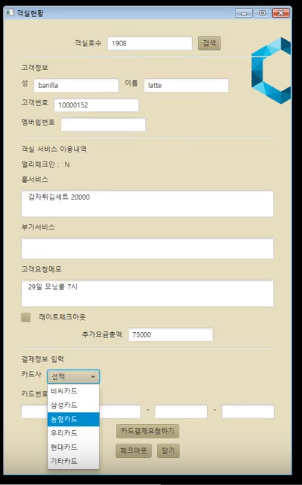 객실현황
객실호수 1908 검색
고객정보
성 banilla 이름 latte
고객번호 10000152
멤버쉽번호
객실 서비스 이용내역
얼리체크인 : N
룸서비스
감자튀김세트 20000
부가서비스
고객요청메모
29일 모닝콜 7시
레이트체크아웃
추가요금총액 75000
결제정보 입력
카드사 선택
비씨카드
카드번호
삼성카드
농협카드
- -
우리카드
카드결제요청하기
현대카드
체크아웃 닫기
기타카드